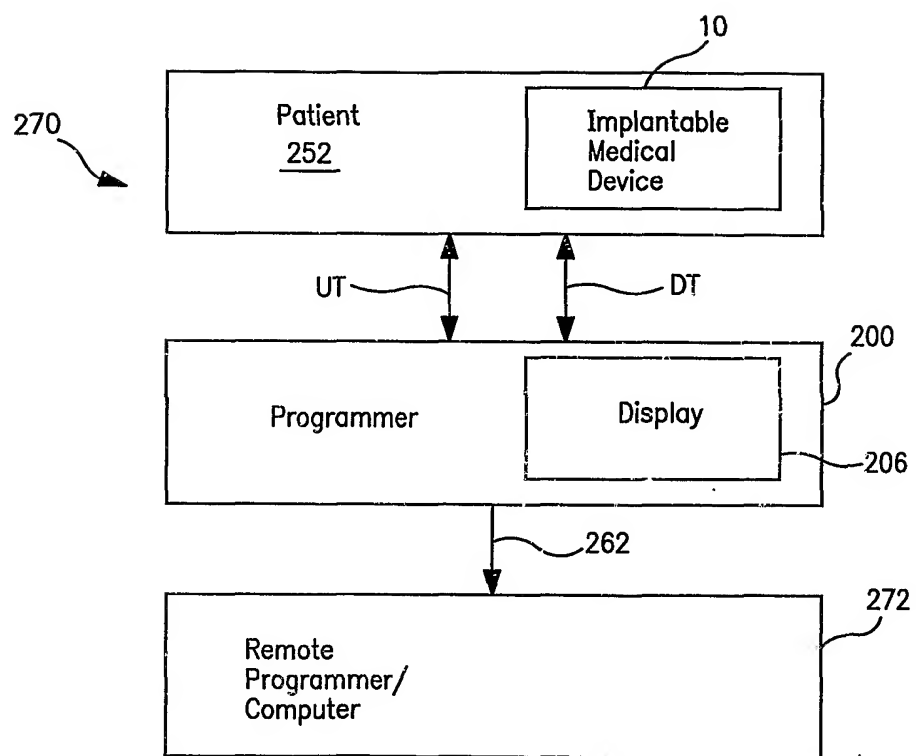 10
270
Patient
252
Implantable
Medical
Device
UT
DT
200
Programmer
Display
206
262
272
Remote
Programmer/
Computer